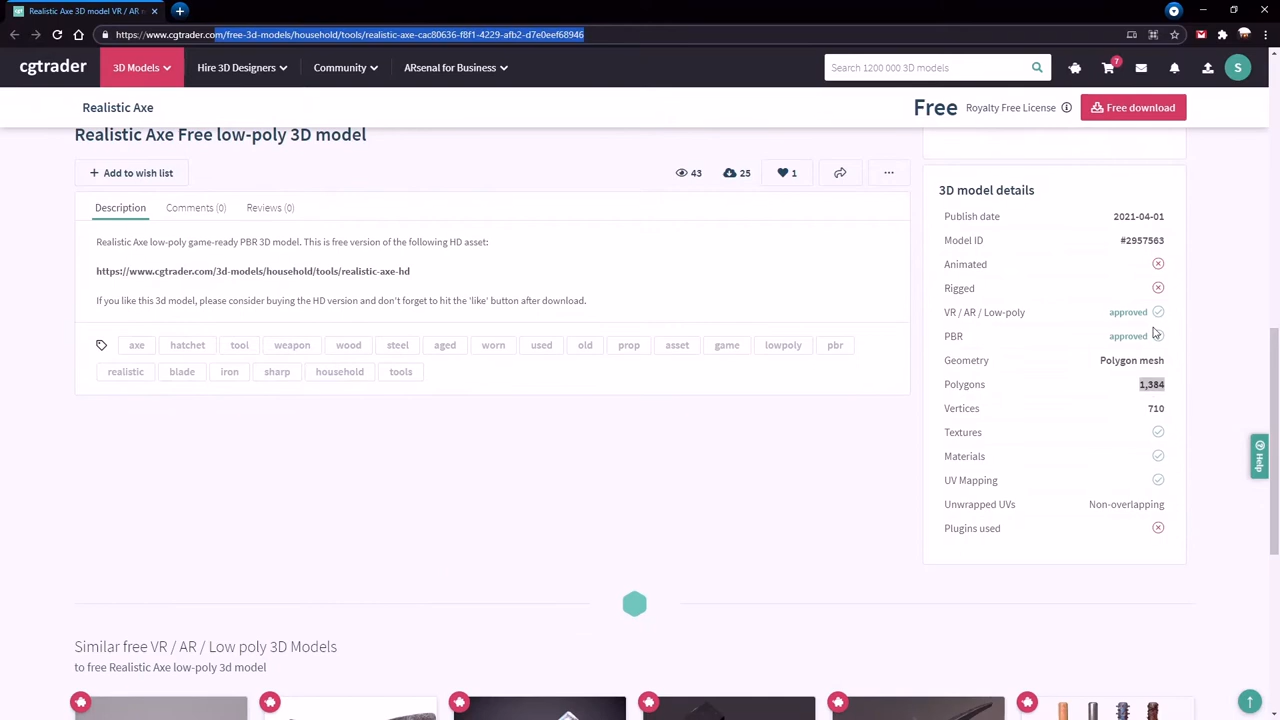 Realistic Axe 3D model VR / AR
https://www.cgtrader.com/free-3d-models/household/tools/realistic-axe-cac80636-f8f1-4229-afb2-d7e0eef68946
cgtrader 3D Models Hire 3D Designers Community ARsenal for Business Search 1200 000 3D models 7 S
Realistic Axe Free Royalty Free License Free download
Realistic Axe Free low-poly 3D model
+ Add to wish list 43 25 1 ...
Description Comments (0) Reviews (0)
Realistic Axe low-poly game-ready PBR 3D model. This is free version of the following HD asset:
https://www.cgtrader.com/3d-models/household/tools/realistic-axe-hd
If you like this 3d model, please consider buying the HD version and don't forget to hit the 'like' button after download.
axe hatchet tool weapon wood steel aged worn used old prop asset game lowpoly pbr
realistic blade iron sharp household tools
3D model details
Publish date 2021-04-01
Model ID #2957563
Animated
Rigged
VR / AR / Low-poly approved
PBR approved
Geometry Polygon mesh
Polygons 1,384
Vertices 710
Textures
Materials
UV Mapping
Unwrapped UVs Non-overlapping
Plugins used
Help
Similar free VR / AR / Low poly 3D Models
to free Realistic Axe low-poly 3d model